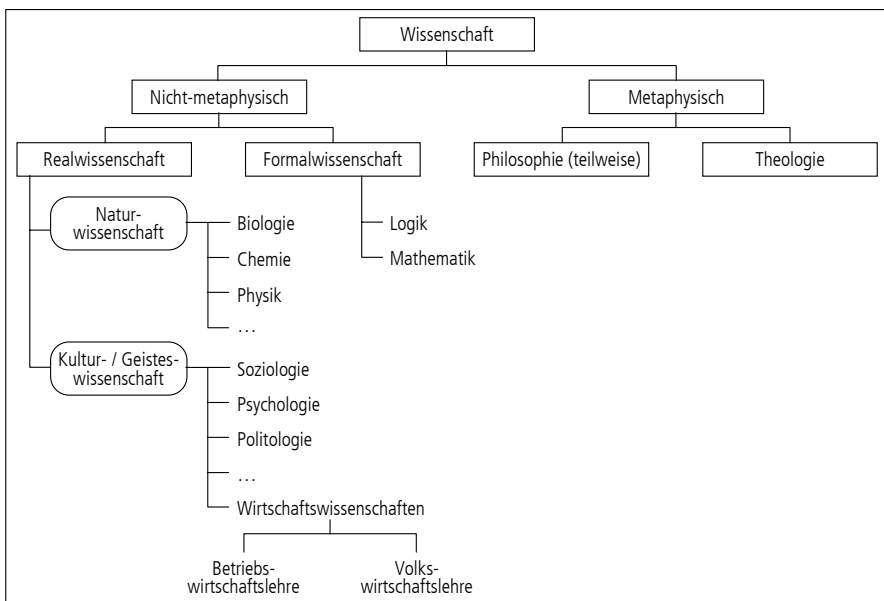 Wissenschaft
Nicht-metaphysisch
Metaphysisch
Realwissenschaft
Formalwissenschaft
Philosophie (teilweise)
Theologie
Natur-
wissenschaft
Biologie
Chemie
Physik
…
Logik
Mathematik
Kultur- / Geistes-
wissenschaft
Soziologie
Psychologie
Politologie
…
Wirtschaftswissenschaften
Betriebs-
wirtschaftslehre
Volks-
wirtschaftslehre